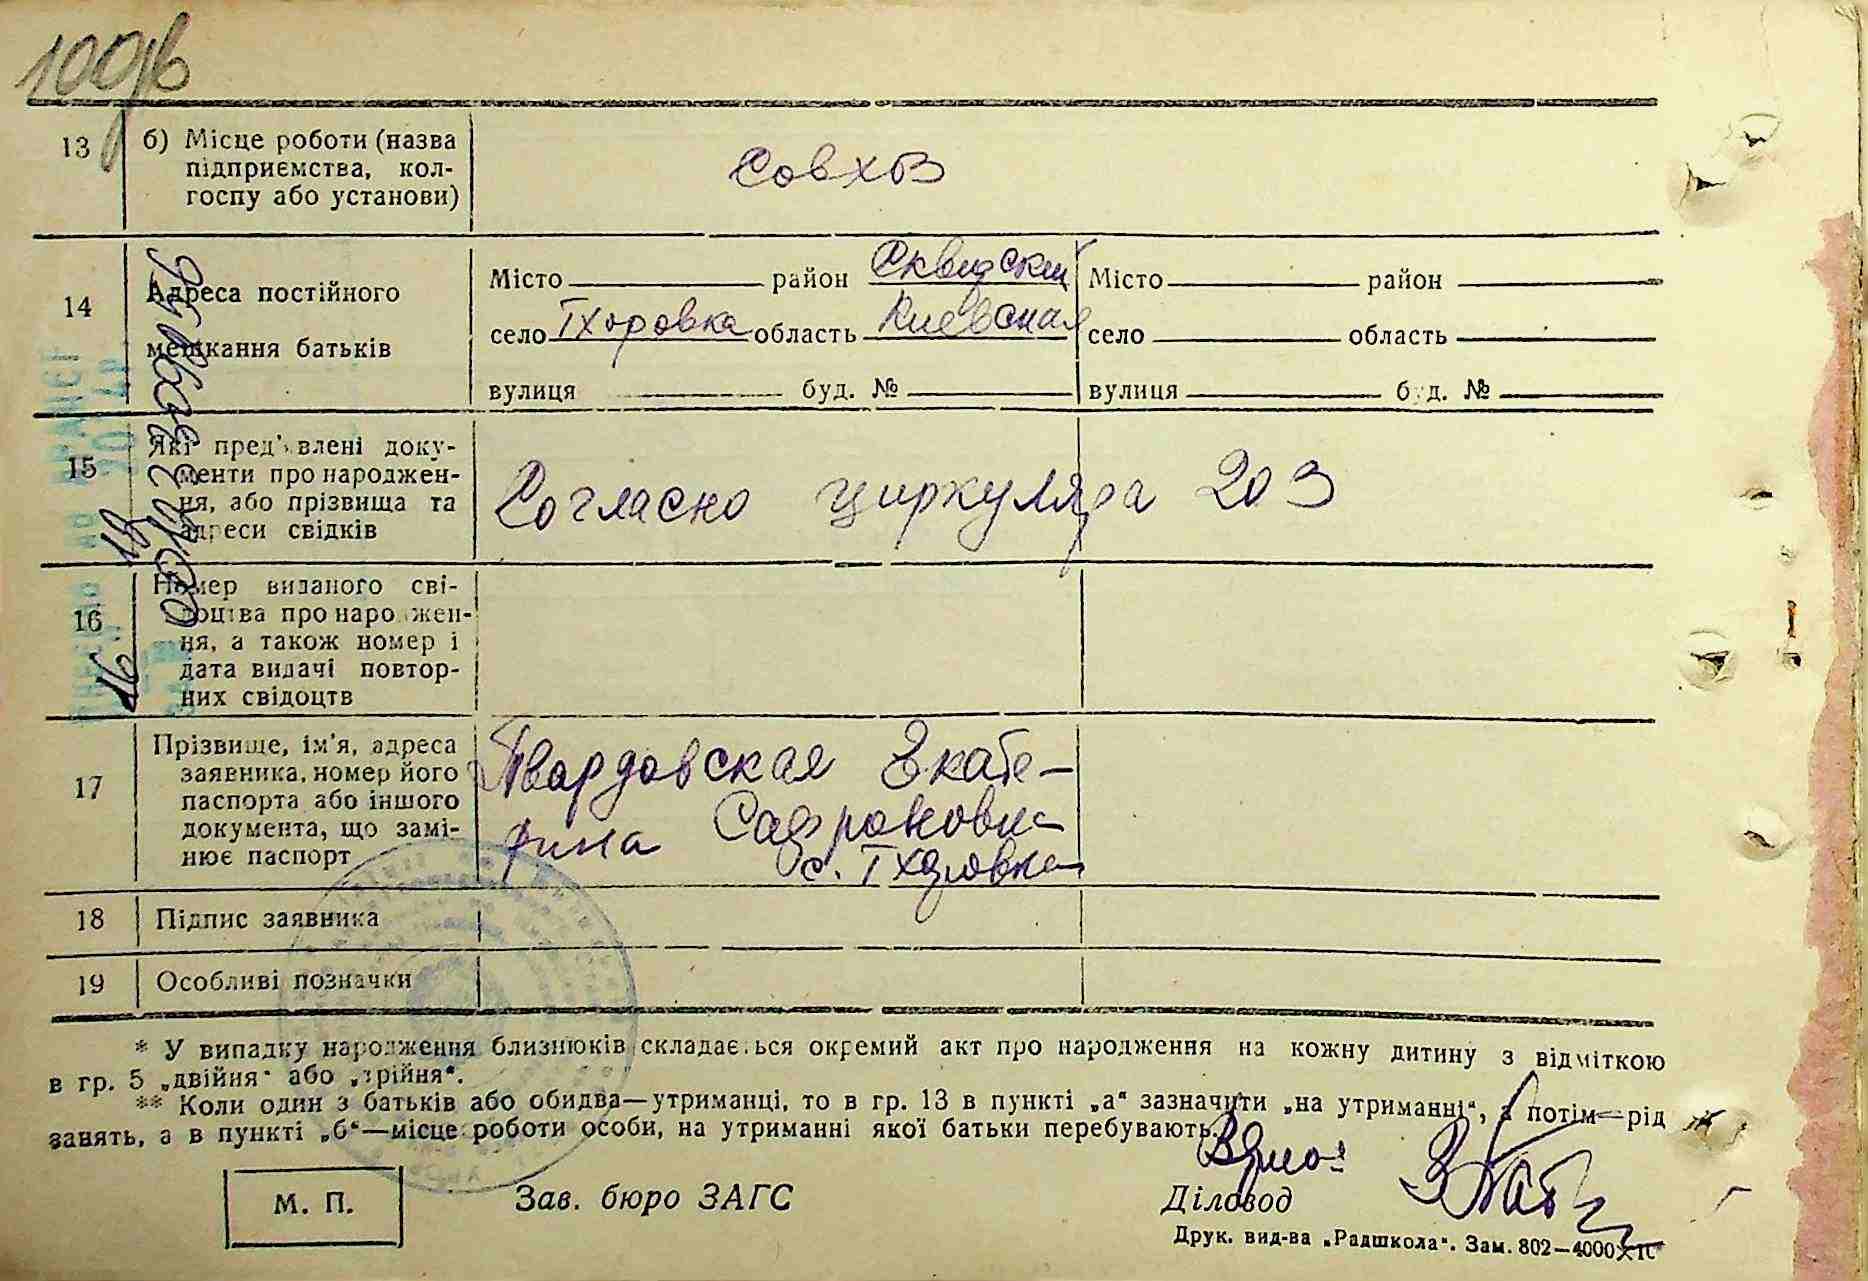 13 б) Місце роботи (назва
підприємства, кол-
госпу або установи)
Совхоз
14 Адреса постійного
мешкання батьків
Місто район Сквирский
село Тхоровка область Киевская
вулиця буд. №
Місто район
село область
вулиця буд. №
15 Які пред'явлені доку-
менти про народжен-
ня, або прізвища та
адреси свідків
Согласно циркуляра 203
16 Номер виданого сві-
доцтва про народжен-
ня, а також номер і
дата видачі повтор-
них свідоцтв
17 Прізвище, ім'я, адреса
заявника, номер його
паспорта або іншого
документа, що замі-
нює паспорт
Твардовская Екате-
рина Сафроновна
с. Тхоровка
18 Підпис заявника
19 Особливі позначки
* У випадку народження близнюків складається окремий акт про народження на кожну дитину з відміткою
в гр. 5 „двійня" або „трійня".
** Коли один з батьків або обидва—утриманці, то в гр. 13 в пункті „а" зазначити „на утриманні", а потім—рід
занять, а в пункті „б"—місце роботи особи, на утриманні якої батьки перебувають.
М. П.
Зав. бюро ЗАГС
Діловод
Друк. вид-ва „Радшкола". Зам. 802—4000